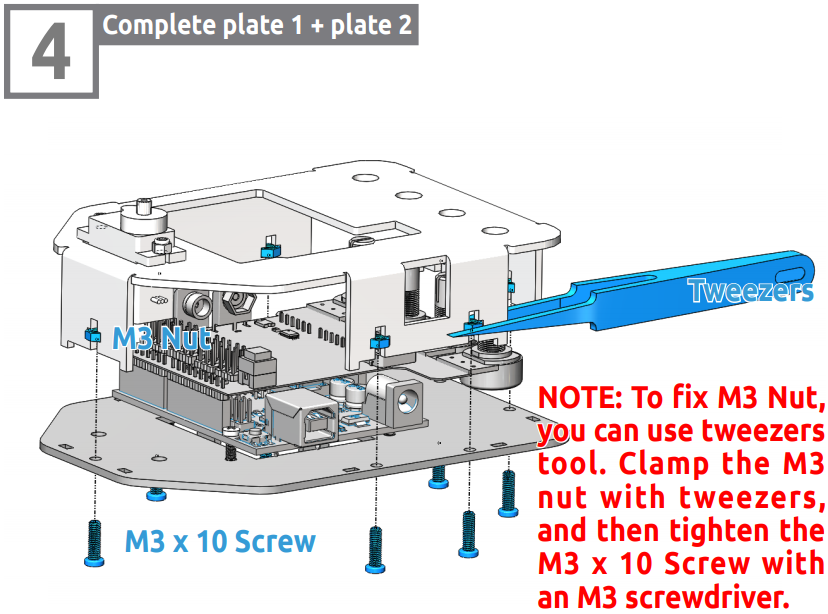 4
Complete plate 1 + plate 2
Tweezers
M3 Nut
NOTE: To fix M3 Nut,
you can use tweezers
tool. Clamp the M3
nut with tweezers,
and then tighten the
M3 x 10 Screw with
an M3 screwdriver.
M3 x 10 Screw